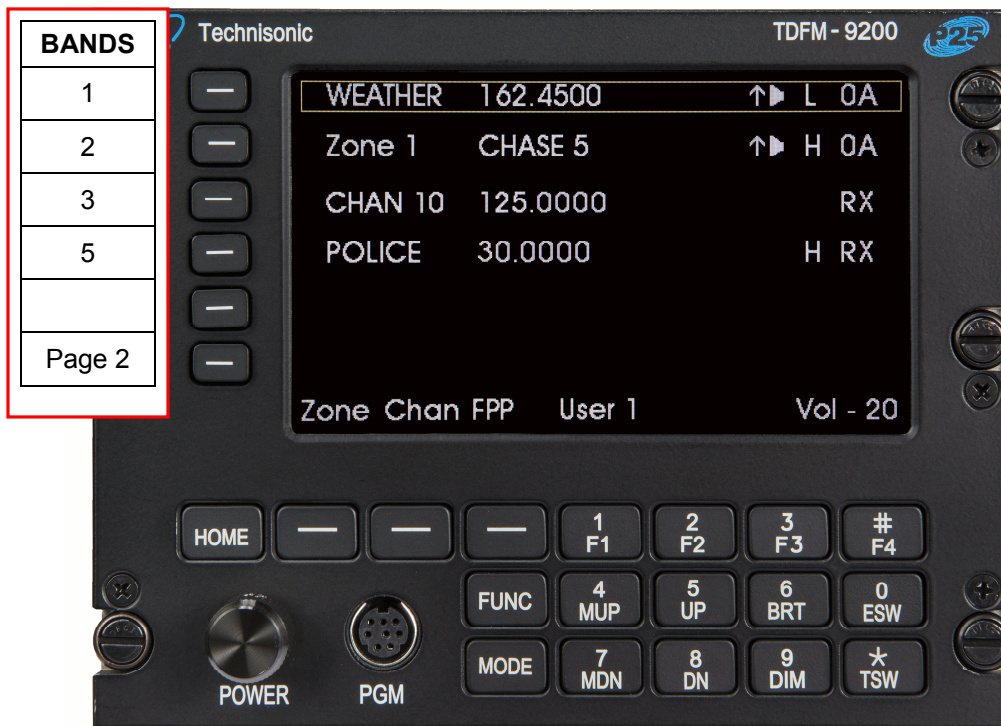 BANDS
1
2
3
5
Page 2
Technisonic TDFM - 9200 P25
WEATHER 162.4500 ↑ L 0A
Zone 1 CHASE 5 ↑ H 0A
CHAN 10 125.0000 RX
POLICE 30.0000 H RX
Zone Chan FPP User 1 Vol - 20
HOME 1 2 3 #
F1 F2 F3 F4
FUNC 4 5 6 0
MUP UP BRT ESW
MODE 7 8 9 *
MDN DN DIM TSW
POWER PGM